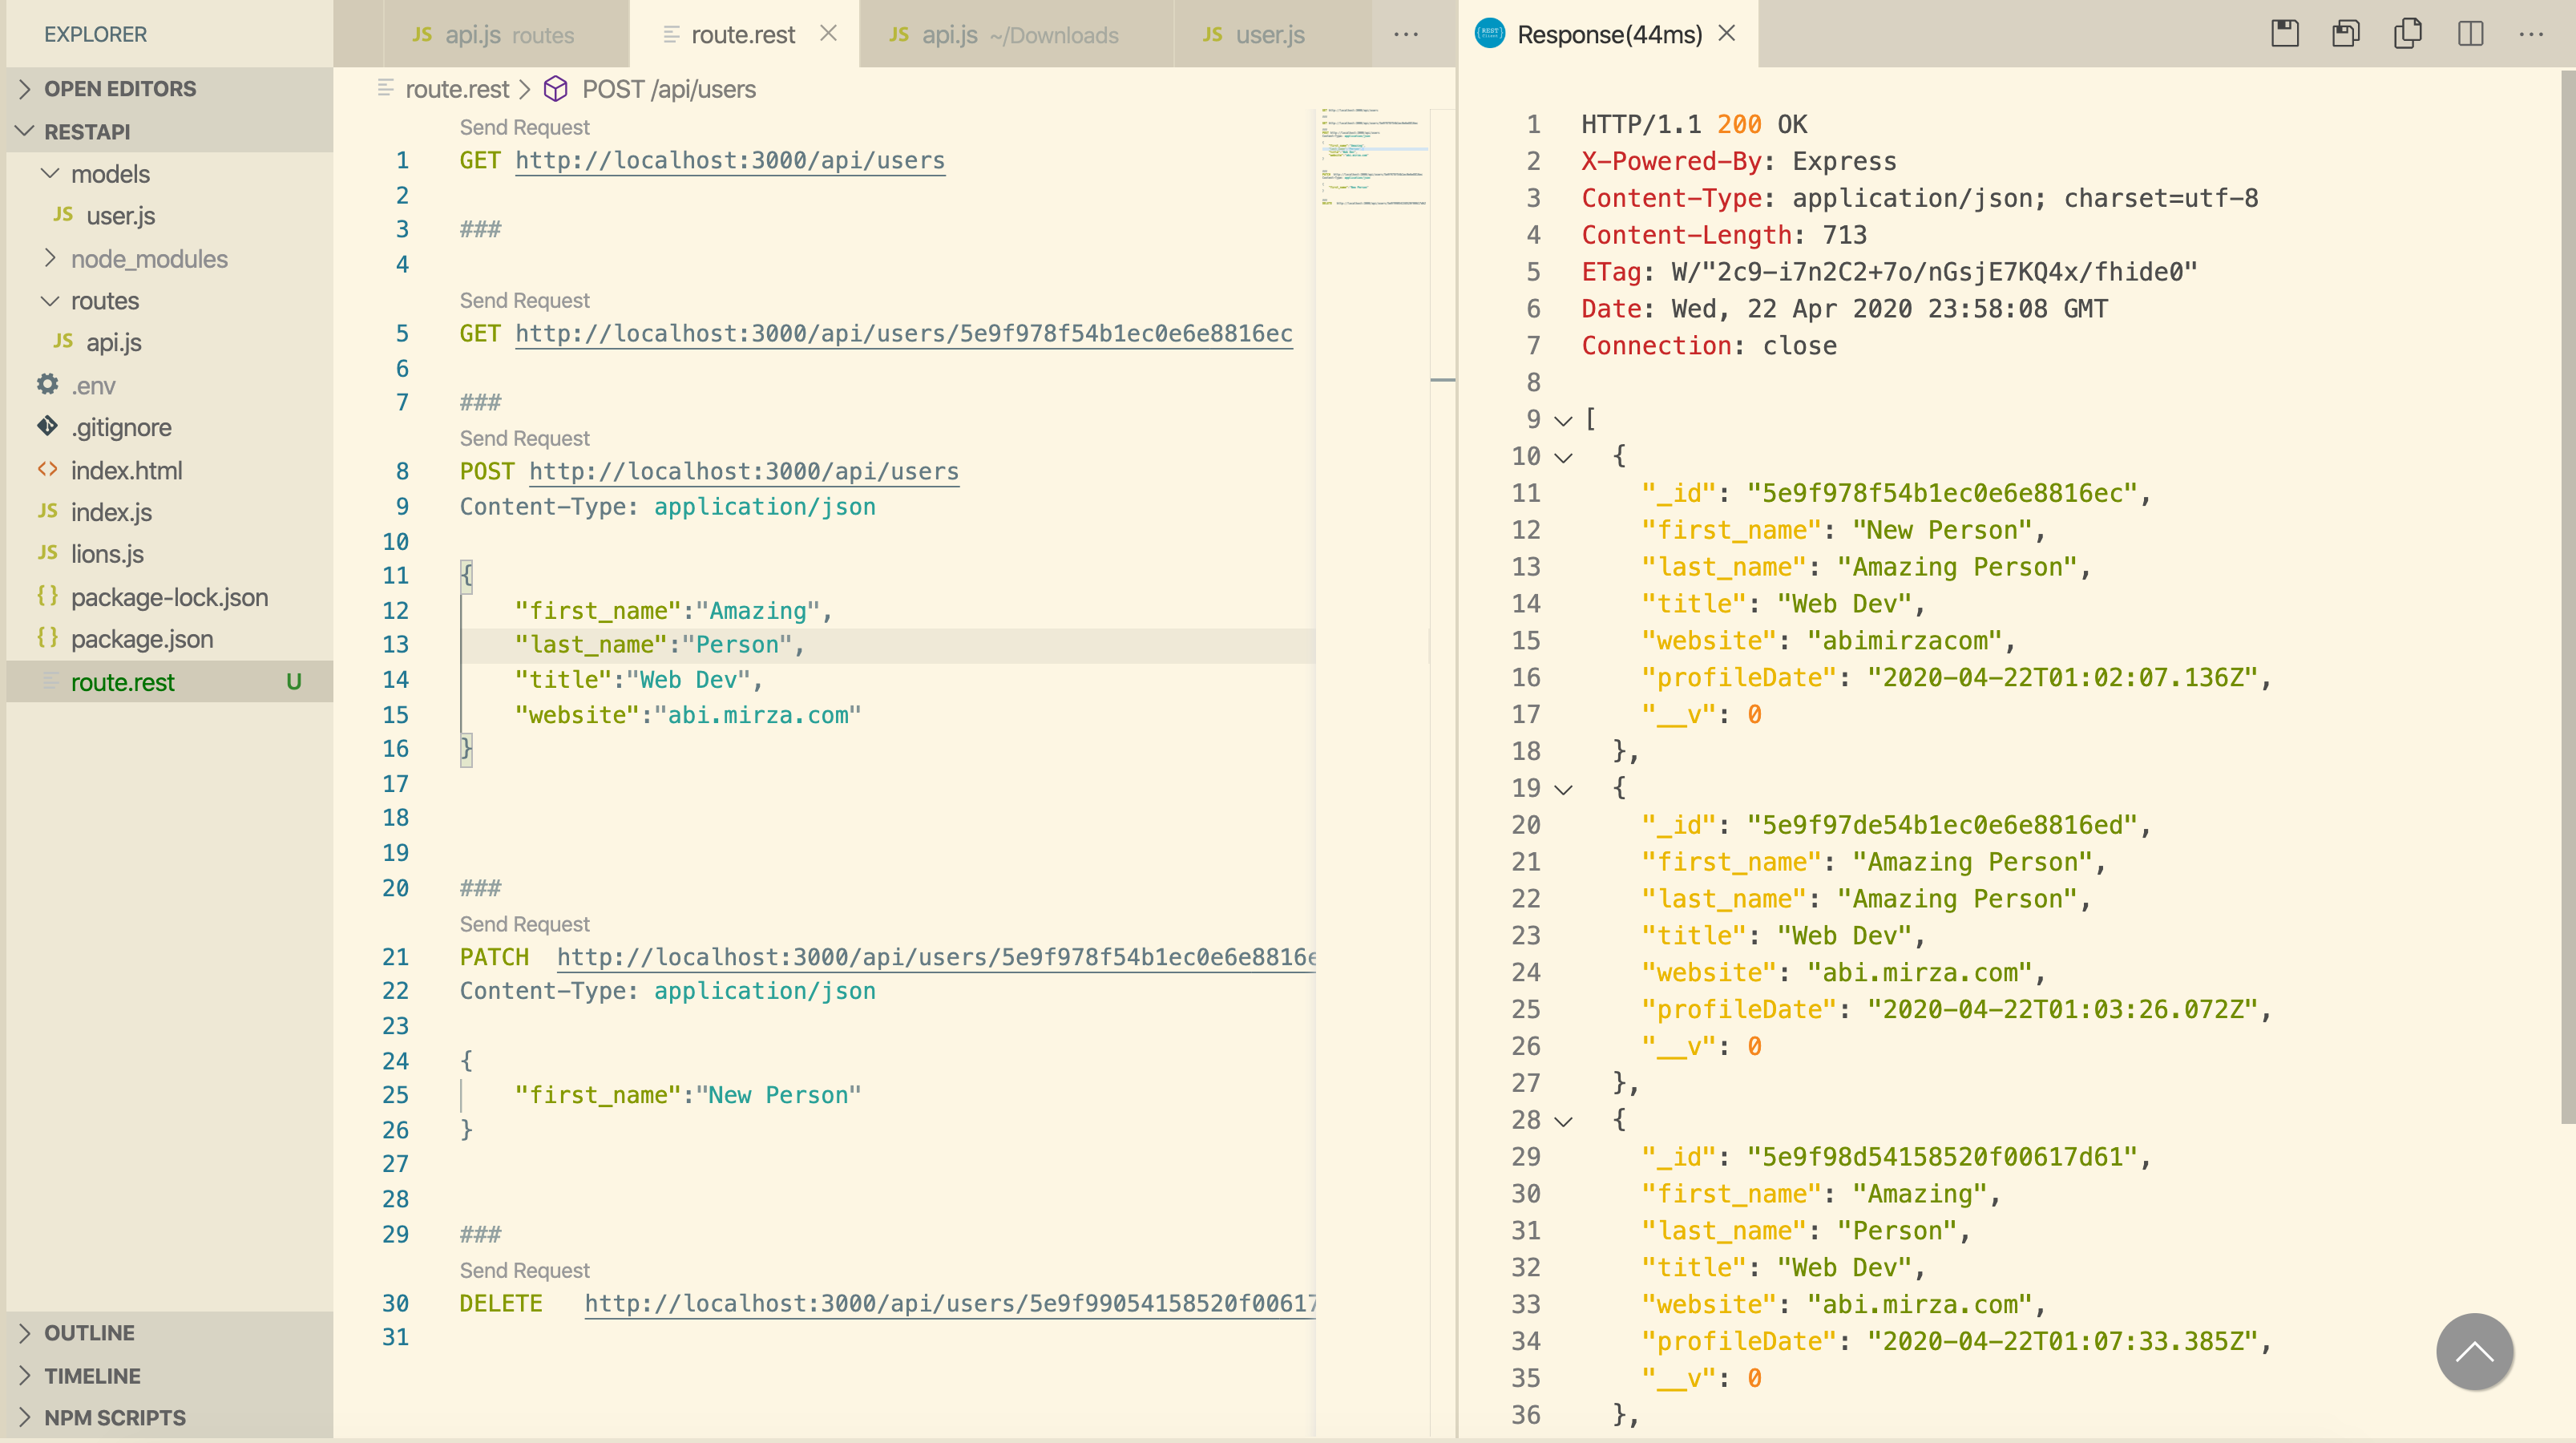 EXPLORER
OPEN EDITORS
RESTAPI
models
JS user.js
node_modules
routes
JS api.js
.env
.gitignore
<> index.html
JS index.js
JS lions.js
{} package-lock.json
{} package.json
route.rest U
OUTLINE
TIMELINE
NPM SCRIPTS
JS api.js routes
route.rest
JS api.js ~/Downloads
JS user.js
···
route.rest > POST /api/users
Send Request
1 GET http://localhost:3000/api/users
2
3 ###
4
Send Request
5 GET http://localhost:3000/api/users/5e9f978f54b1ec0e6e8816ec
6
7 ###
Send Request
8 POST http://localhost:3000/api/users
9 Content-Type: application/json
10
11 {
12 "first_name":"Amazing",
13 "last_name":"Person",
14 "title":"Web Dev",
15 "website":"abi.mirza.com"
16 }
17
18
19
20 ###
Send Request
21 PATCH http://localhost:3000/api/users/5e9f978f54b1ec0e6e8816e
22 Content-Type: application/json
23
24 {
25 "first_name":"New Person"
26 }
27
28
29 ###
Send Request
30 DELETE http://localhost:3000/api/users/5e9f99054158520f00617
31
Response(44ms)
···
1 HTTP/1.1 200 OK
2 X-Powered-By: Express
3 Content-Type: application/json; charset=utf-8
4 Content-Length: 713
5 ETag: W/"2c9-i7n2C2+7o/nGsjE7KQ4x/fhide0"
6 Date: Wed, 22 Apr 2020 23:58:08 GMT
7 Connection: close
8
9 [
10 {
11 "_id": "5e9f978f54b1ec0e6e8816ec",
12 "first_name": "New Person",
13 "last_name": "Amazing Person",
14 "title": "Web Dev",
15 "website": "abimirzacom",
16 "profileDate": "2020-04-22T01:02:07.136Z",
17 "__v": 0
18 },
19 {
20 "_id": "5e9f97de54b1ec0e6e8816ed",
21 "first_name": "Amazing Person",
22 "last_name": "Amazing Person",
23 "title": "Web Dev",
24 "website": "abi.mirza.com",
25 "profileDate": "2020-04-22T01:03:26.072Z",
26 "__v": 0
27 },
28 {
29 "_id": "5e9f98d54158520f00617d61",
30 "first_name": "Amazing",
31 "last_name": "Person",
32 "title": "Web Dev",
33 "website": "abi.mirza.com",
34 "profileDate": "2020-04-22T01:07:33.385Z",
35 "__v": 0
36 },